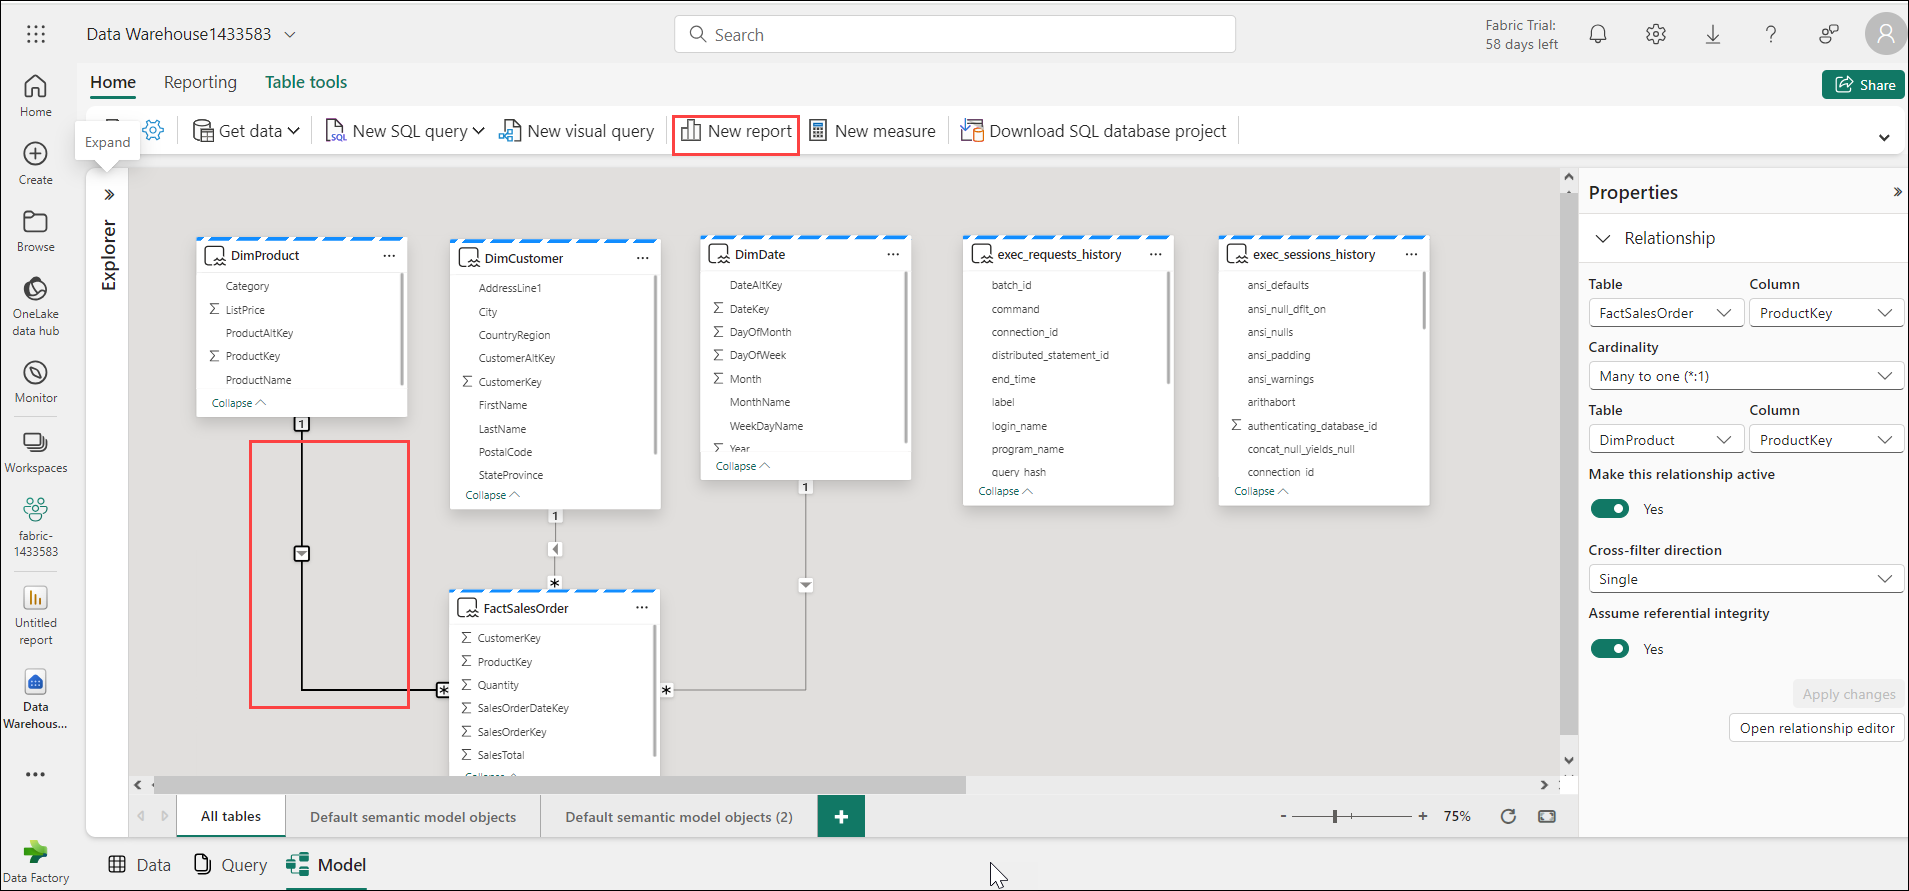 Data Warehouse1433583
Search
Fabric Trial:
58 days left
Home
Reporting
Table tools
Share
Expand
Get data
New SQL query
New visual query
New report
New measure
Download SQL database project
Home
Create
Browse
OneLake
data hub
Monitor
Workspaces
fabric-
1433583
Untitled
report
Data
Warehous...
Data Factory
Explorer
DimProduct
Category
ListPrice
ProductAltKey
ProductKey
ProductName
Collapse
1
DimCustomer
AddressLine1
City
CountryRegion
CustomerAltKey
CustomerKey
FirstName
LastName
PostalCode
StateProvince
Collapse
1
*
DimDate
DateAltKey
DateKey
DayOfMonth
DayOfWeek
Month
MonthName
WeekDayName
Year
Collapse
1
exec_requests_history
batch_id
command
connection_id
distributed_statement_id
end_time
label
login_name
program_name
query_hash
Collapse
exec_sessions_history
ansi_defaults
ansi_null_dflt_on
ansi_nulls
ansi_padding
ansi_warnings
arithabort
authenticating_database_id
concat_null_yields_null
connection_id
Collapse
FactSalesOrder
CustomerKey
ProductKey
Quantity
SalesOrderDateKey
SalesOrderKey
SalesTotal
Collapse
*
*
Properties
Relationship
Table
Column
FactSalesOrder
ProductKey
Cardinality
Many to one (*:1)
Table
Column
DimProduct
ProductKey
Make this relationship active
Yes
Cross-filter direction
Single
Assume referential integrity
Yes
Apply changes
Open relationship editor
All tables
Default semantic model objects
Default semantic model objects (2)
+
- + 75%
Data
Query
Model